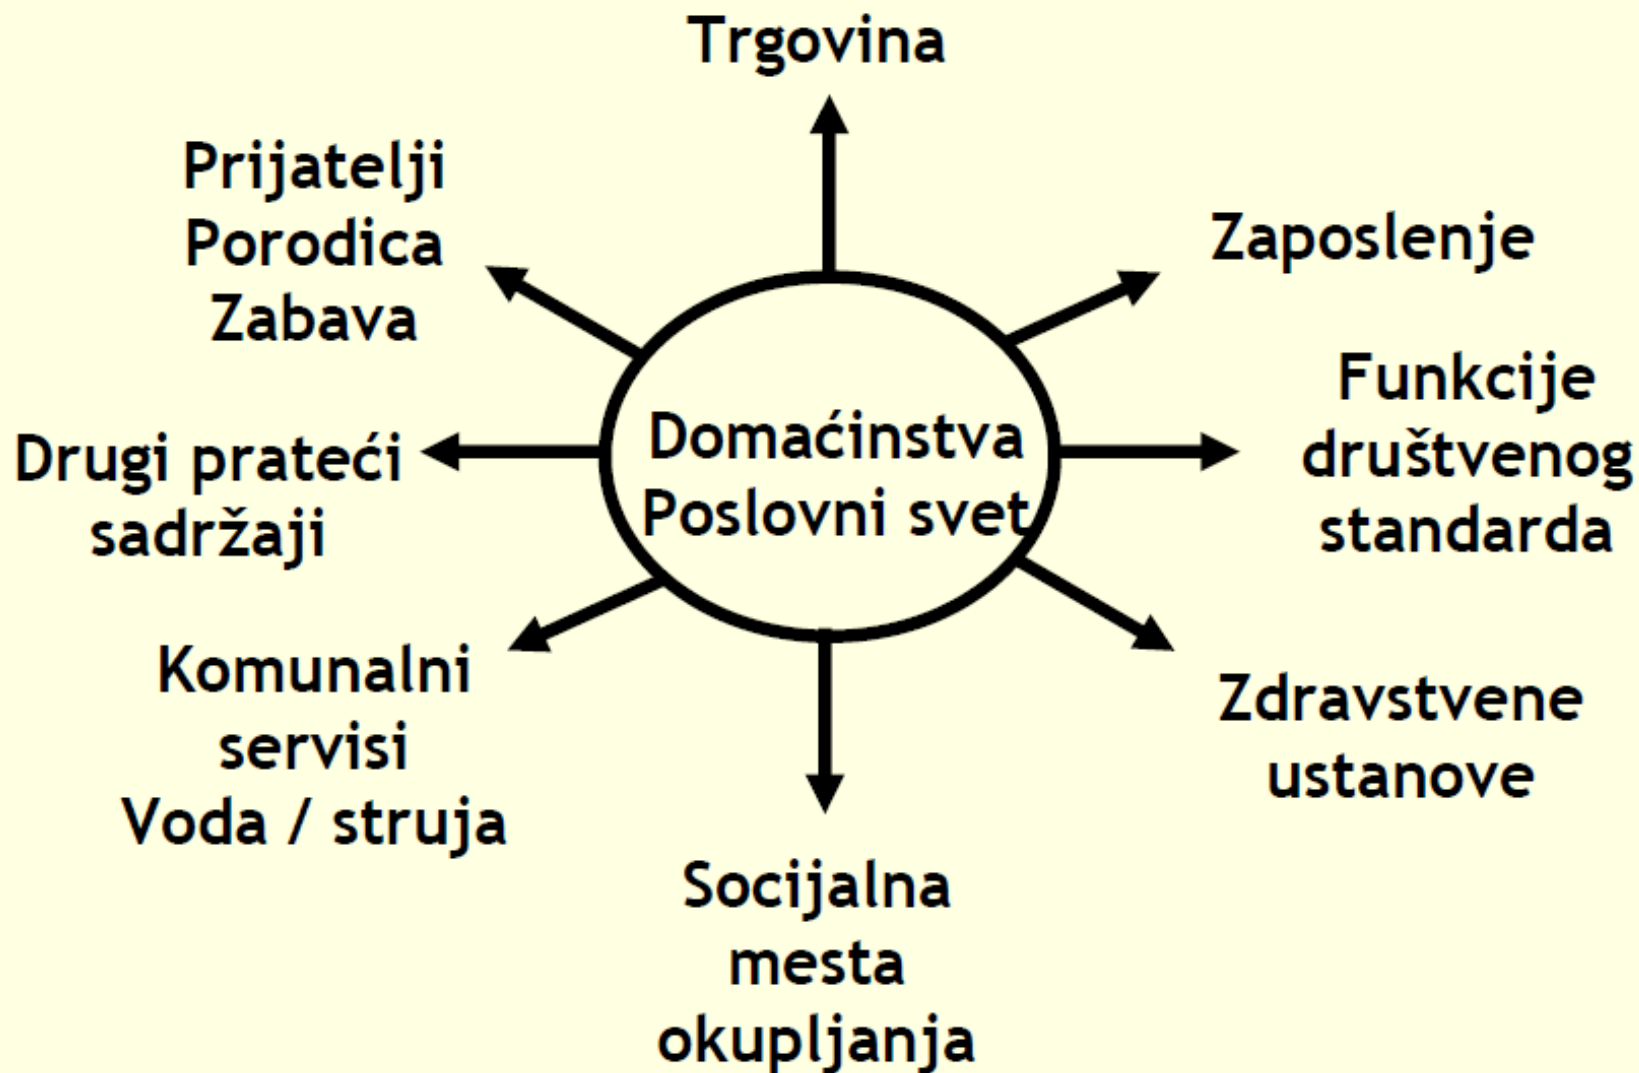 Trgovina
Prijatelji
Porodica
Zabava
Zaposlenje
Funkcije
društvenog
standarda
Drugi prateći
sadržaji
Domaćinstva
Poslovni svet
Komunalni
servisi
Voda / struja
Zdravstvene
ustanove
Socijalna
mesta
okupljanja